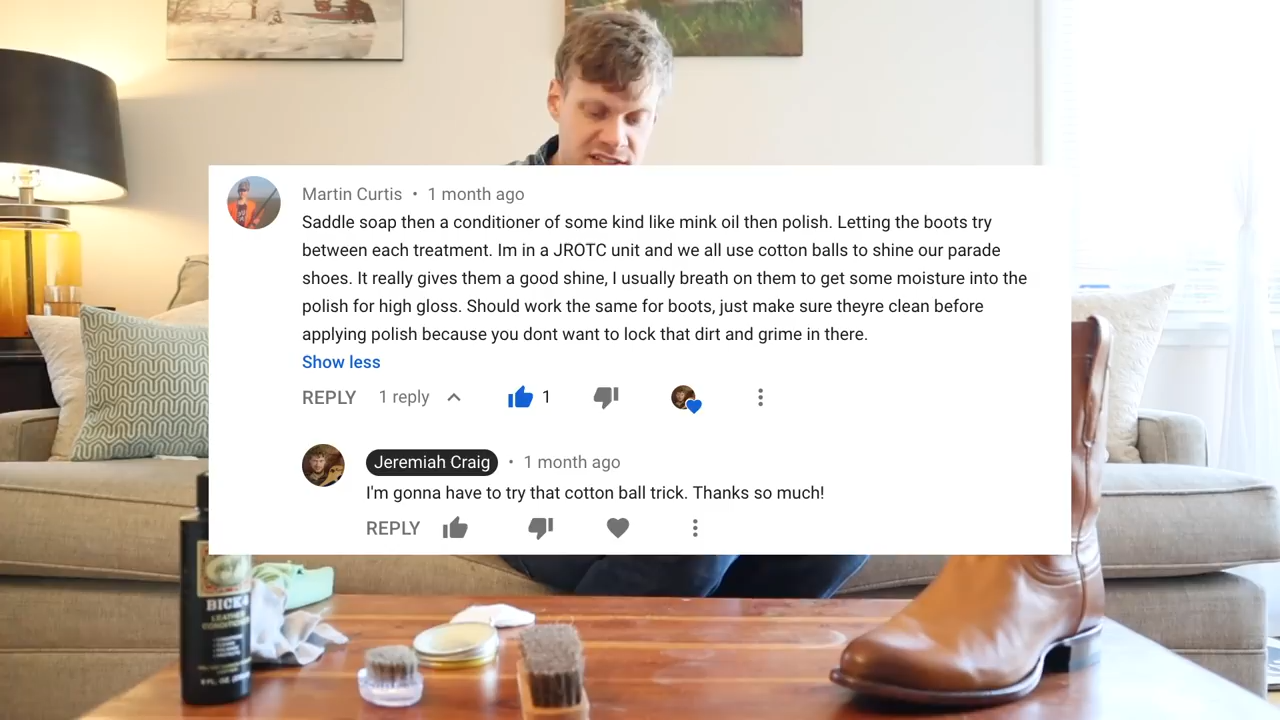 Martin Curtis • 1 month ago
Saddle soap then a conditioner of some kind like mink oil then polish. Letting the boots try
between each treatment. Im in a JROTC unit and we all use cotton balls to shine our parade
shoes. It really gives them a good shine, I usually breath on them to get some moisture into the
polish for high gloss. Should work the same for boots, just make sure theyre clean before
applying polish because you dont want to lock that dirt and grime in there.
Show less
REPLY 1 reply 1
Jeremiah Craig • 1 month ago
I'm gonna have to try that cotton ball trick. Thanks so much!
REPLY
BICK 4
LEATHER
CONDITIONER